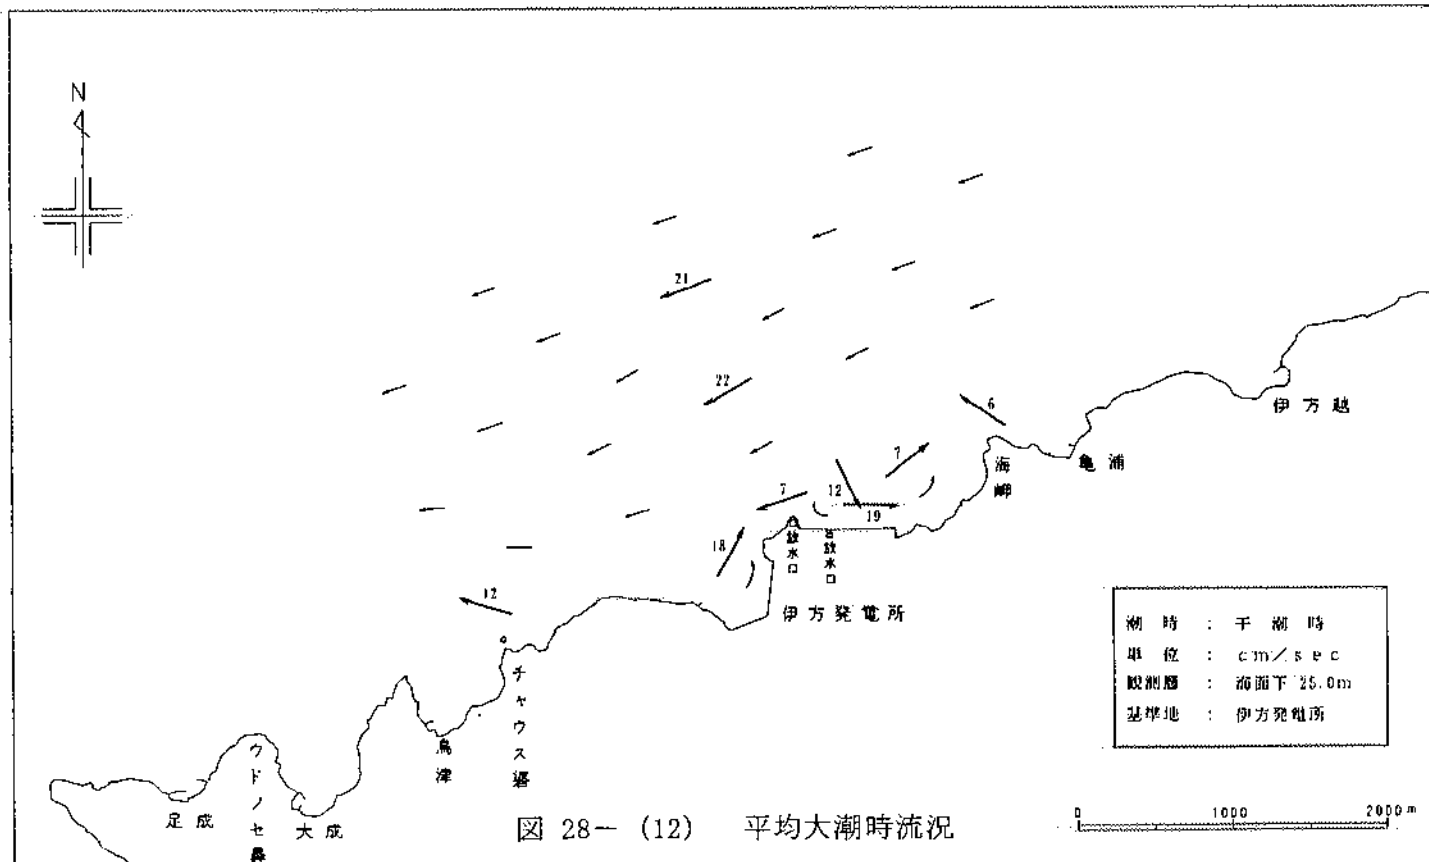 N
21
22
6
7
7
12
19
18
12
伊方越
亀浦
海岬
放水口
放水口
伊方発電所
チャウス碆
鳥津
ウドノセ鼻
大成
足成
潮時 : 干潮時
単位 : cm/sec
観測層 : 海面下 25.0m
基準地 : 伊方発電所
0 1000 2000m
図 28-(12) 平均大潮時流況